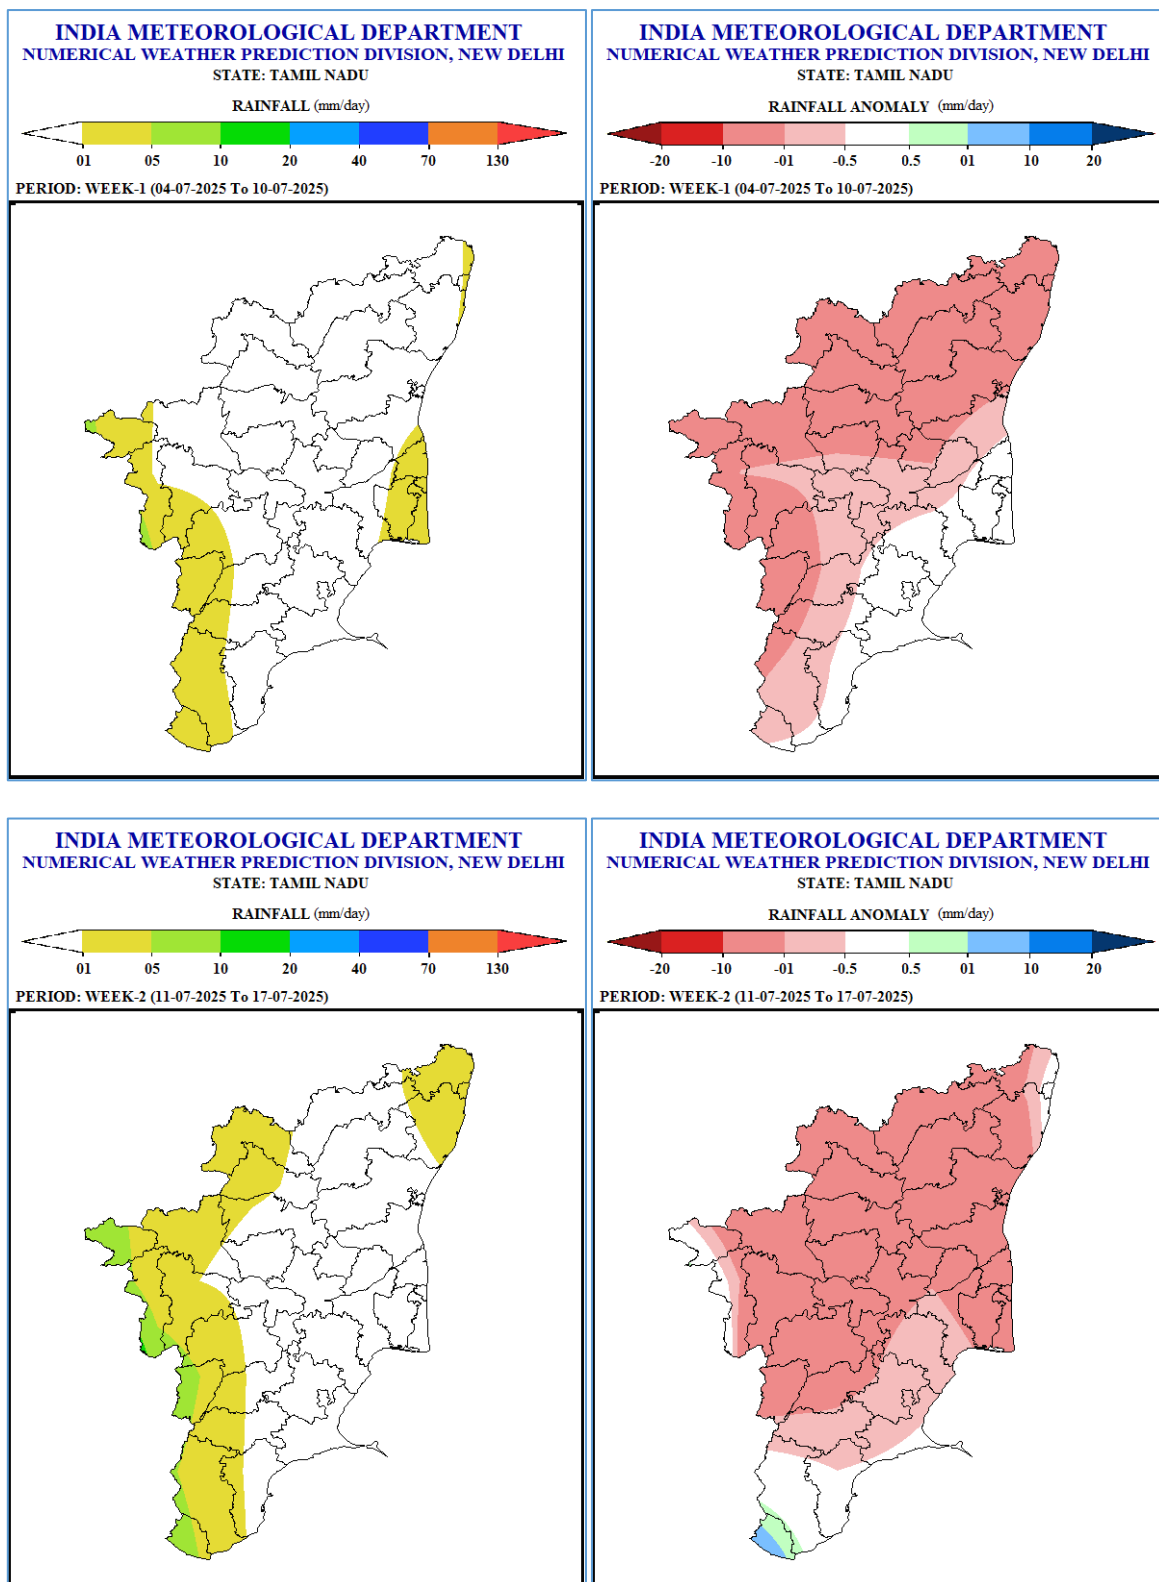 INDIA METEOROLOGICAL DEPARTMENT
NUMERICAL WEATHER PREDICTION DIVISION, NEW DELHI
STATE: TAMIL NADU
RAINFALL (mm/day)
01 05 10 20 40 70 130
PERIOD: WEEK-1 (04-07-2025 To 10-07-2025)
INDIA METEOROLOGICAL DEPARTMENT
NUMERICAL WEATHER PREDICTION DIVISION, NEW DELHI
STATE: TAMIL NADU
RAINFALL ANOMALY (mm/day)
-20 -10 -01 -0.5 0.5 01 10 20
PERIOD: WEEK-1 (04-07-2025 To 10-07-2025)
INDIA METEOROLOGICAL DEPARTMENT
NUMERICAL WEATHER PREDICTION DIVISION, NEW DELHI
STATE: TAMIL NADU
RAINFALL (mm/day)
01 05 10 20 40 70 130
PERIOD: WEEK-2 (11-07-2025 To 17-07-2025)
INDIA METEOROLOGICAL DEPARTMENT
NUMERICAL WEATHER PREDICTION DIVISION, NEW DELHI
STATE: TAMIL NADU
RAINFALL ANOMALY (mm/day)
-20 -10 -01 -0.5 0.5 01 10 20
PERIOD: WEEK-2 (11-07-2025 To 17-07-2025)